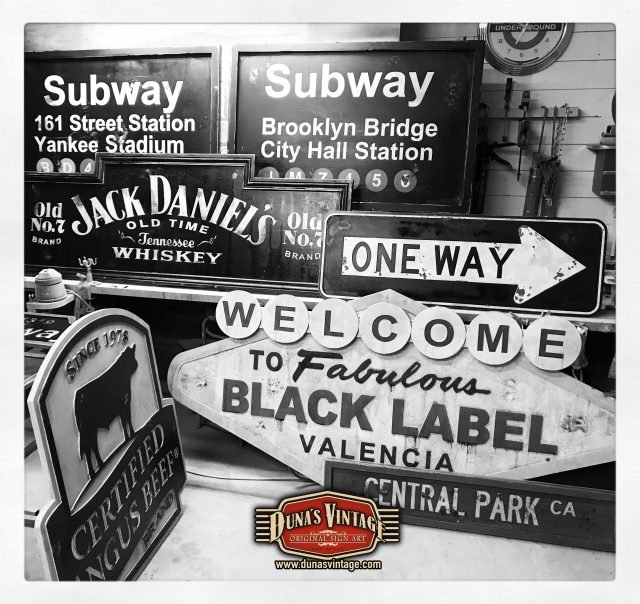 UNDERGROUND
Subway
161 Street Station
Yankee Stadium
B D 4
Subway
Brooklyn Bridge
City Hall Station
Old
No.7
BRAND
JACK DANIEL'S
OLD TIME
Tennessee
WHISKEY
Old
No.7
BRAND
ONE WAY
WELCOME
TO Fabulous
BLACK LABEL
VALENCIA
CENTRAL PARK CA
SINCE 1978
CERTIFIED
ANGUS BEEF®
BRAND
DUNA'S VINTAGE
ORIGINAL SIGN ART
www.dunasvintage.com